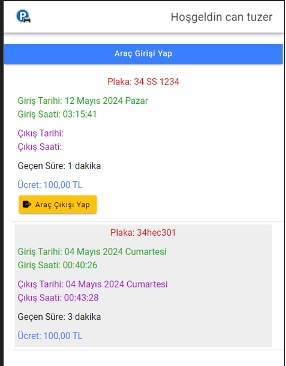 Hoşgeldin can tuzer
Araç Girişi Yap
Plaka: 34 SS 1234
Giriş Tarihi: 12 Mayıs 2024 Pazar
Giriş Saati: 03:15:41
Çıkış Tarihi:
Çıkış Saati:
Geçen Süre: 1 dakika
Ücret: 100,00 TL
Araç Çıkışı Yap
Plaka: 34hec301
Giriş Tarihi: 04 Mayıs 2024 Cumartesi
Giriş Saati: 00:40:26
Çıkış Tarihi: 04 Mayıs 2024 Cumartesi
Çıkış Saati: 00:43:28
Geçen Süre: 3 dakika
Ücret: 100,00 TL